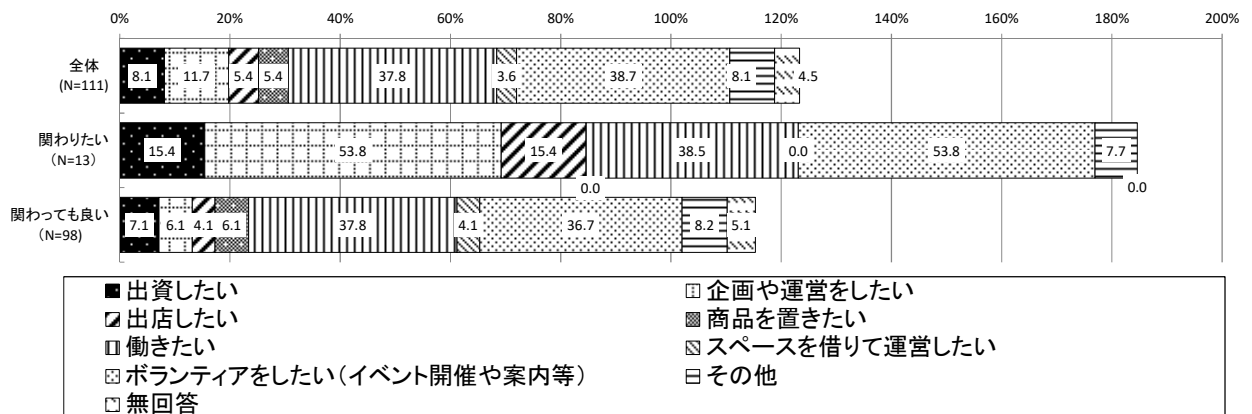 0% 20% 40% 60% 80% 100% 120% 140% 160% 180% 200%
全体
(N=111)
8.1 11.7 5.4 5.4 37.8 3.6 38.7 8.1 4.5
関わりたい
（N=13）
15.4 53.8 15.4 38.5 0.0 53.8 7.7
0.0 0.0
関わっても良い
（N=98）
7.1 6.1 4.1 6.1 37.8 4.1 36.7 8.2 5.1
出資したい 企画や運営をしたい
出店したい 商品を置きたい
働きたい スペースを借りて運営したい
ボランティアをしたい（イベント開催や案内等） その他
無回答